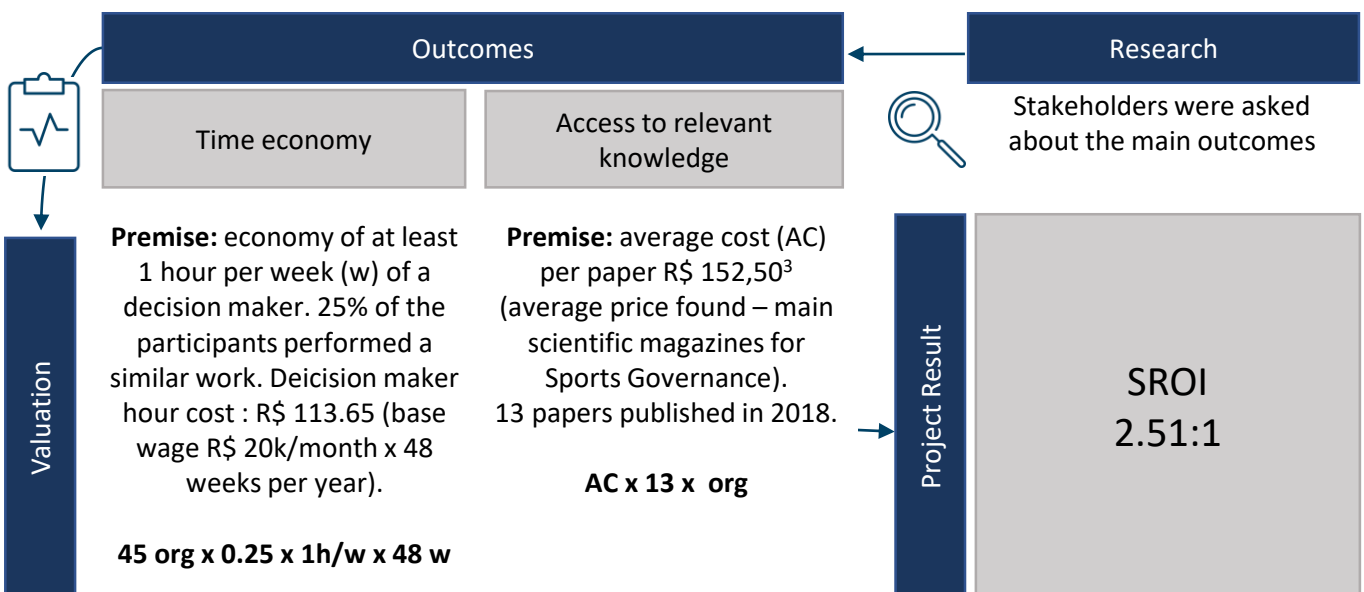 Outcomes
Research
Time economy
Access to relevant
knowledge
Stakeholders were asked
about the main outcomes
Valuation
Premise: economy of at least
1 hour per week (w) of a
decision maker. 25% of the
participants performed a
similar work. Deicision maker
hour cost : R$ 113.65 (base
wage R$ 20k/month x 48
weeks per year).
45 org x 0.25 x 1h/w x 48 w
Premise: average cost (AC)
per paper R$ 152,50³
(average price found – main
scientific magazines for
Sports Governance).
13 papers published in 2018.
AC x 13 x org
Project Result
SROI
2.51:1